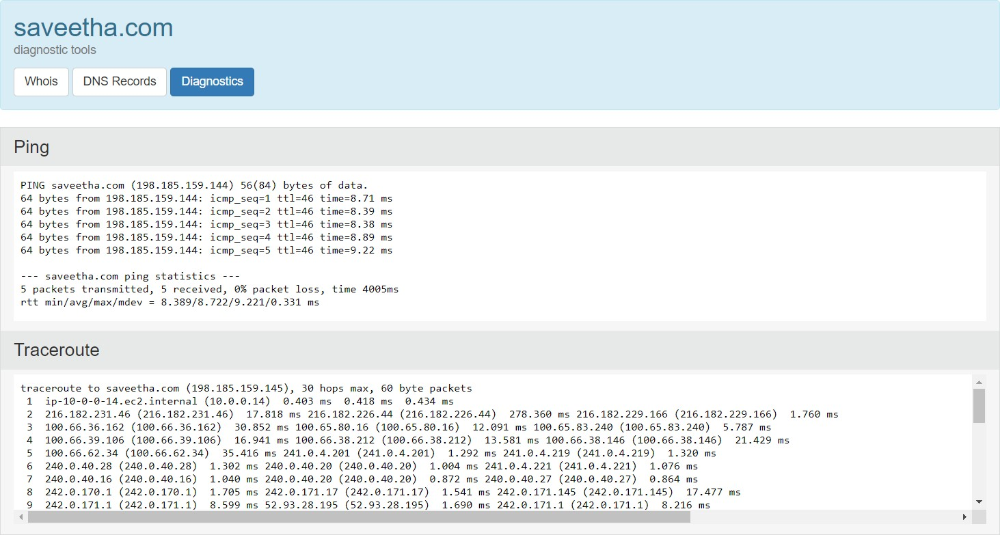 saveetha.com
diagnostic tools
Whois DNS Records Diagnostics
Ping
PING saveetha.com (198.185.159.144) 56(84) bytes of data.
64 bytes from 198.185.159.144: icmp_seq=1 ttl=46 time=8.71 ms
64 bytes from 198.185.159.144: icmp_seq=2 ttl=46 time=8.39 ms
64 bytes from 198.185.159.144: icmp_seq=3 ttl=46 time=8.38 ms
64 bytes from 198.185.159.144: icmp_seq=4 ttl=46 time=8.89 ms
64 bytes from 198.185.159.144: icmp_seq=5 ttl=46 time=9.22 ms
--- saveetha.com ping statistics ---
5 packets transmitted, 5 received, 0% packet loss, time 4005ms
rtt min/avg/max/mdev = 8.389/8.722/9.221/0.331 ms
Traceroute
traceroute to saveetha.com (198.185.159.145), 30 hops max, 60 byte packets
1 ip-10-0-0-14.ec2.internal (10.0.0.14) 0.403 ms 0.418 ms 0.434 ms
2 216.182.231.46 (216.182.231.46) 17.818 ms 216.182.226.44 (216.182.226.44) 278.360 ms 216.182.229.166 (216.182.229.166) 1.760 ms
3 100.66.36.162 (100.66.36.162) 30.852 ms 100.65.80.16 (100.65.80.16) 12.091 ms 100.65.83.240 (100.65.83.240) 5.787 ms
4 100.66.39.106 (100.66.39.106) 16.941 ms 100.66.38.212 (100.66.38.212) 13.581 ms 100.66.38.146 (100.66.38.146) 21.429 ms
5 100.66.62.34 (100.66.62.34) 35.416 ms 241.0.4.201 (241.0.4.201) 1.292 ms 241.0.4.219 (241.0.4.219) 1.320 ms
6 240.0.40.28 (240.0.40.28) 1.302 ms 240.0.40.20 (240.0.40.20) 1.004 ms 241.0.4.221 (241.0.4.221) 1.076 ms
7 240.0.40.16 (240.0.40.16) 1.040 ms 240.0.40.20 (240.0.40.20) 0.872 ms 240.0.40.27 (240.0.40.27) 0.864 ms
8 242.0.170.1 (242.0.170.1) 1.705 ms 242.0.171.17 (242.0.171.17) 1.541 ms 242.0.171.145 (242.0.171.145) 17.477 ms
9 242.0.171.1 (242.0.171.1) 8.599 ms 52.93.28.195 (52.93.28.195) 1.690 ms 242.0.171.1 (242.0.171.1) 8.216 ms